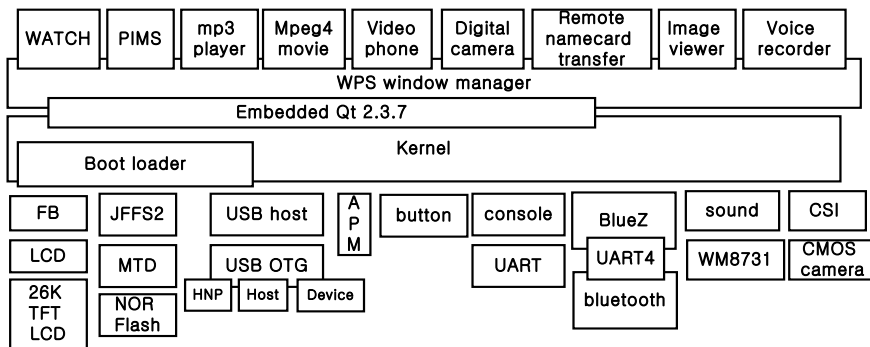 WATCH
PIMS
mp3
player
Mpeg4
movie
Video
phone
Digital
camera
Remote
namecard
transfer
Image
viewer
Voice
recorder
WPS window manager
Embedded Qt 2.3.7
Kernel
Boot loader
FB
JFFS2
USB host
A
P
M
button
console
BlueZ
sound
CSI
LCD
MTD
USB OTG
UART
UART4
WM8731
CMOS
camera
26K
TFT
LCD
NOR
Flash
HNP
Host
Device
bluetooth